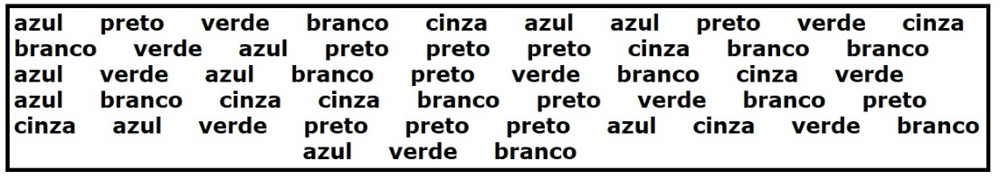 azul preto verde branco cinza azul azul preto verde cinza
branco verde azul preto preto preto cinza branco branco
azul verde azul branco preto verde branco cinza verde
azul branco cinza cinza branco preto verde branco preto
cinza azul verde preto preto preto azul cinza verde branco
azul verde branco